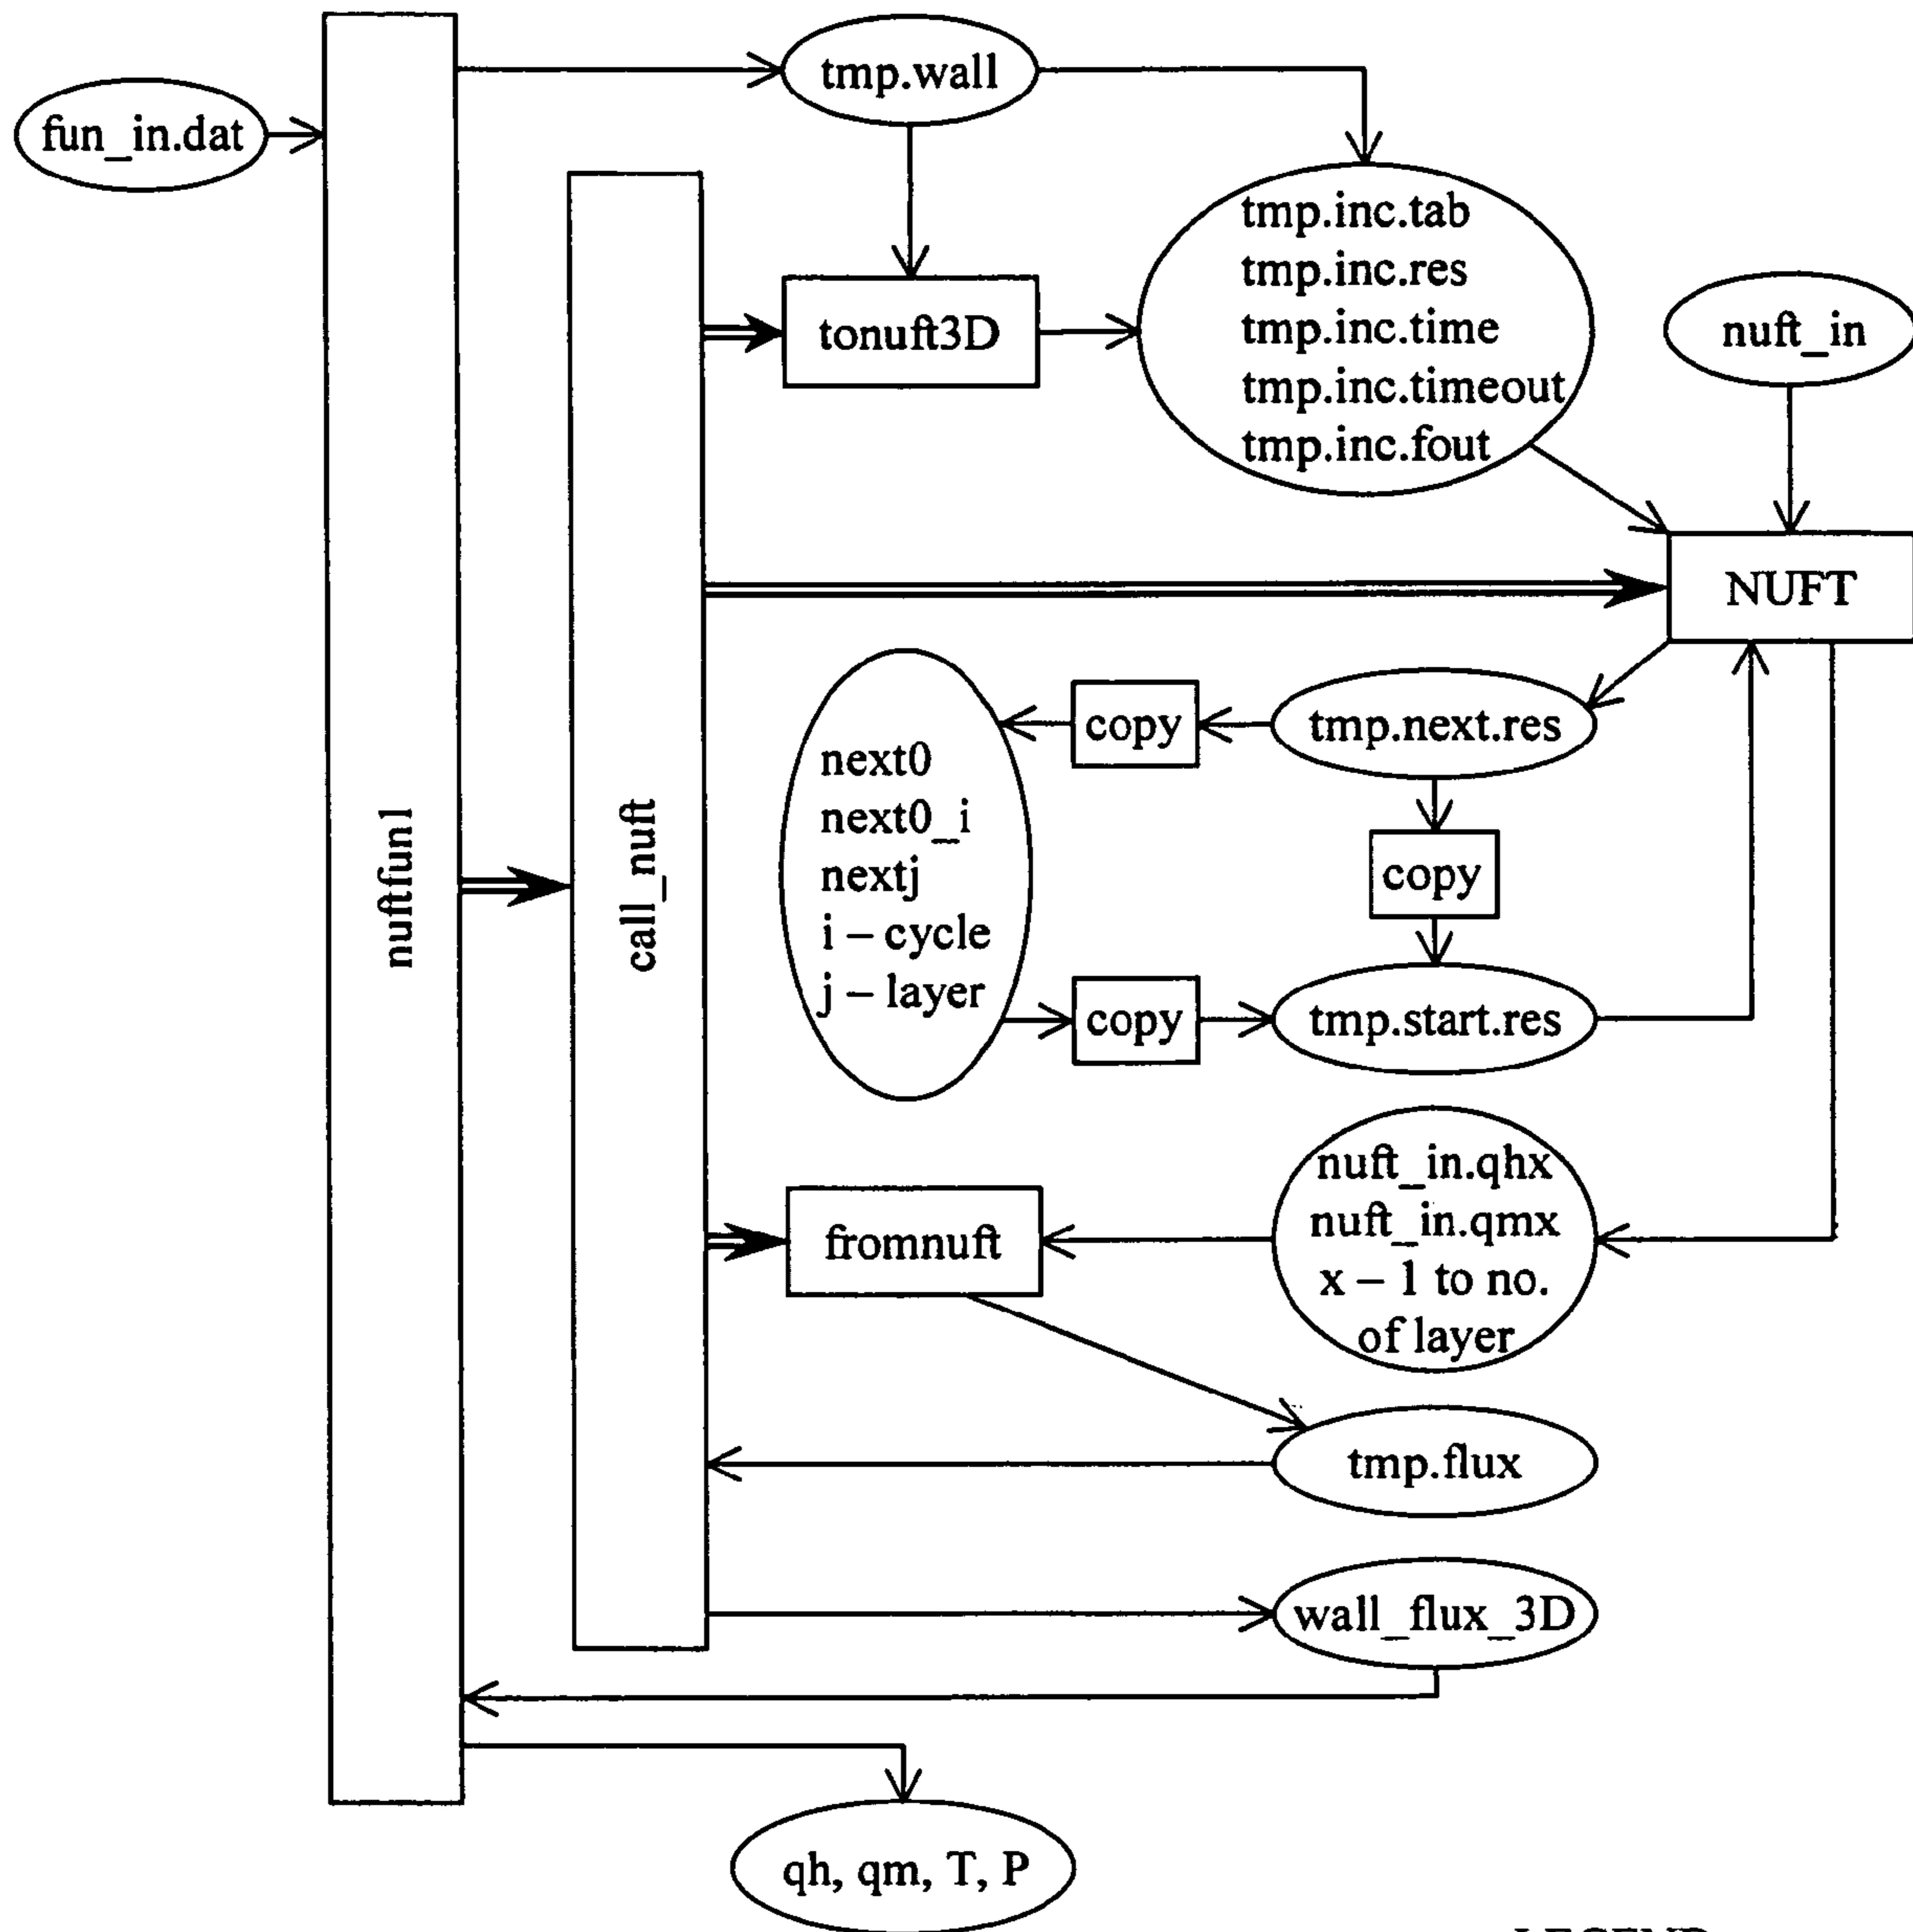 tmp.wall
fun_in.dat
tmp.inc.tab
tmp.inc.res
tmp.inc.time
tmp.inc.timeout
tmp.inc.fout
tonuft3D
nuft_in
NUFT
nuftfun1
call_nuft
next0
next0_i
nextj
i – cycle
j – layer
copy
tmp.next.res
copy
copy
tmp.start.res
fromnuft
nuft_in.qhx
nuft_in.qmx
x – 1 to no.
of layer
tmp.flux
wall_flux_3D
qh, qm, T, P
LEGEND